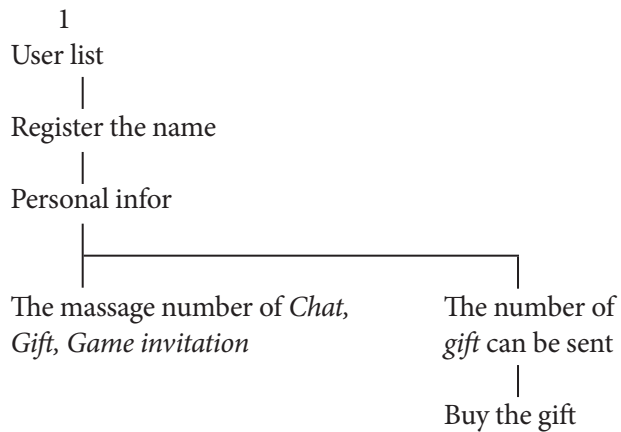 1
User list
Register the name
Personal infor
The massage number of Chat,
Gift, Game invitation
The number of
gift can be sent
Buy the gift